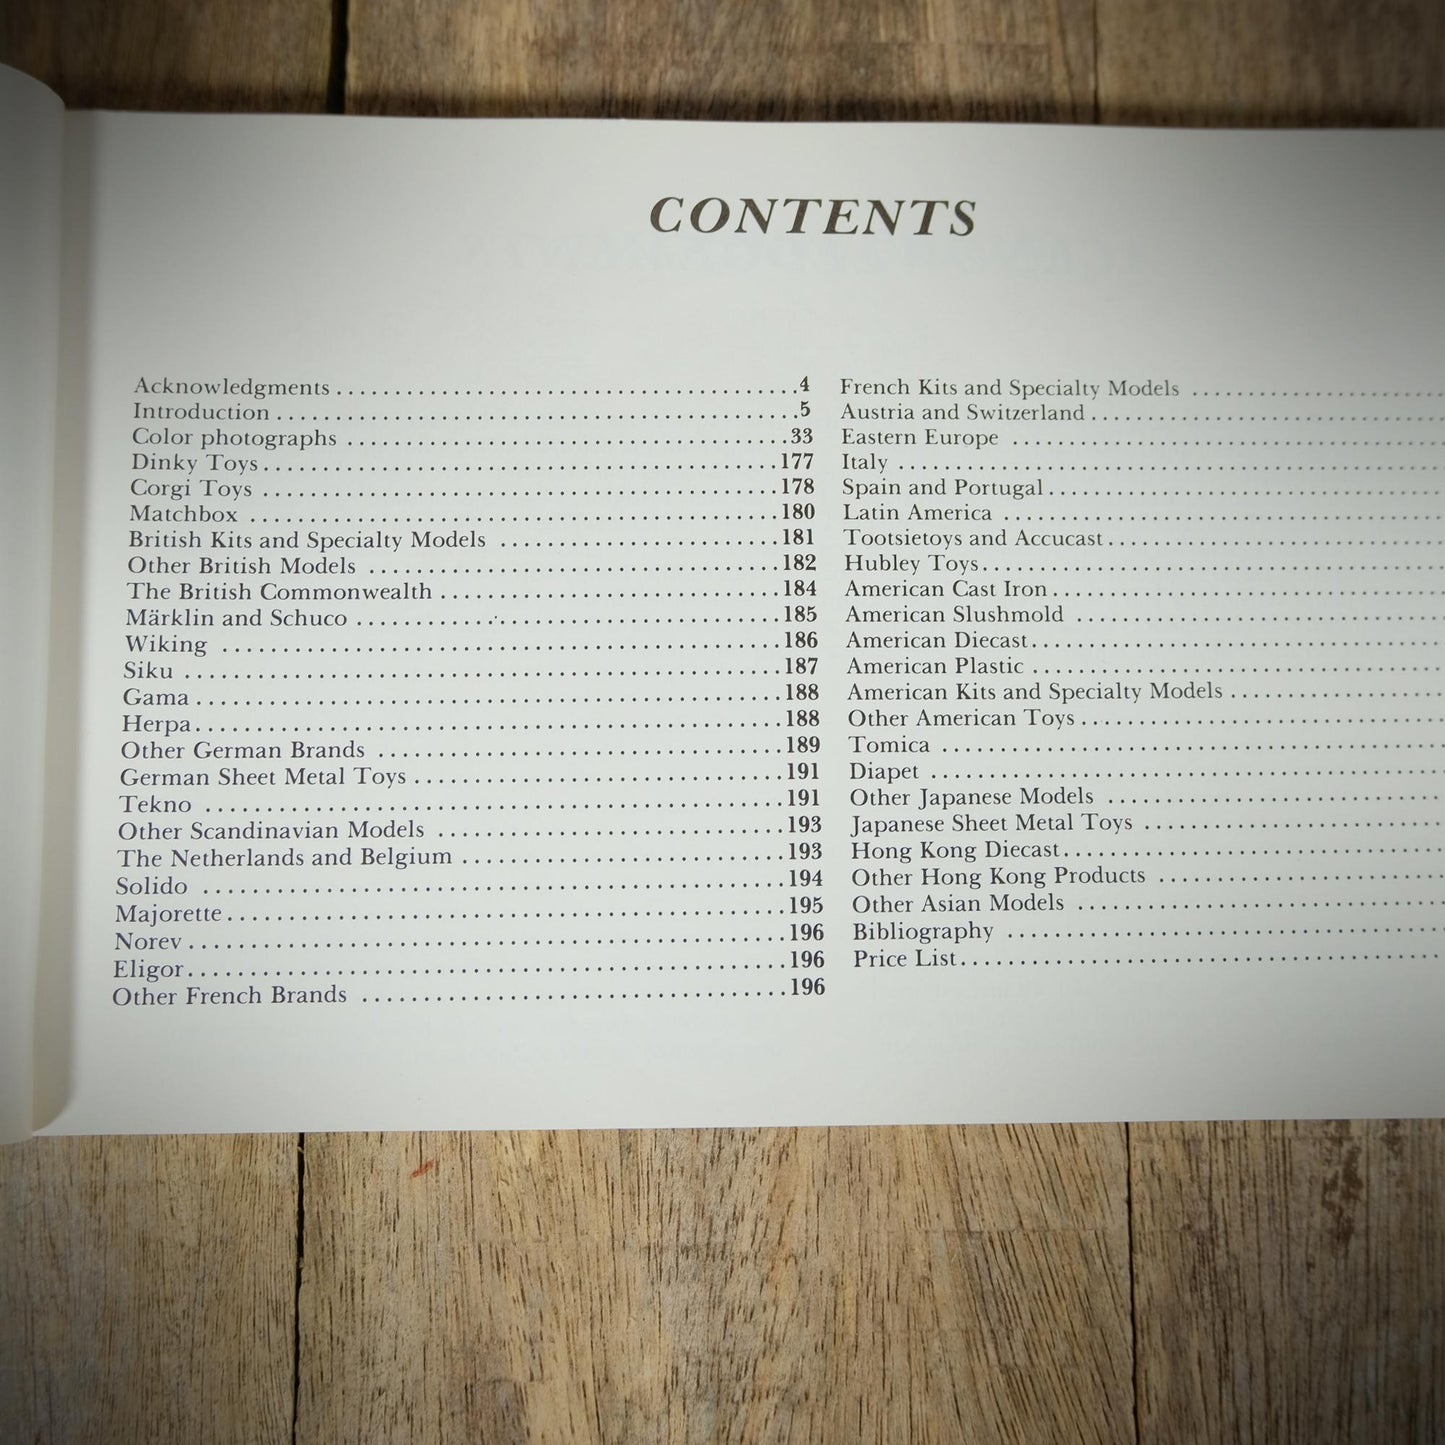 CONTENTS
Acknowledgments . . . . . . . . . . 4
Introduction . . . . . . . . . . 5
Color photographs . . . . . . . . . . 33
Dinky Toys . . . . . . . . . . 177
Corgi Toys . . . . . . . . . . 178
Matchbox . . . . . . . . . . 180
British Kits and Specialty Models . . . . . . . . . . 181
Other British Models . . . . . . . . . . 182
The British Commonwealth . . . . . . . . . . 184
Märklin and Schuco . . . . . . . . . . 185
Wiking . . . . . . . . . . 186
Siku . . . . . . . . . . 187
Gama . . . . . . . . . . 188
Herpa . . . . . . . . . . 188
Other German Brands . . . . . . . . . . 189
German Sheet Metal Toys . . . . . . . . . . 191
Tekno . . . . . . . . . . 191
Other Scandinavian Models . . . . . . . . . . 193
The Netherlands and Belgium . . . . . . . . . . 193
Solido . . . . . . . . . . 194
Majorette . . . . . . . . . . 195
Norev . . . . . . . . . . 196
Eligor . . . . . . . . . . 196
Other French Brands . . . . . . . . . . 196
French Kits and Specialty Models . . . . . . . . . .
Austria and Switzerland . . . . . . . . . .
Eastern Europe . . . . . . . . . .
Italy . . . . . . . . . .
Spain and Portugal . . . . . . . . . .
Latin America . . . . . . . . . .
Tootsietoys and Accucast . . . . . . . . . .
Hubley Toys . . . . . . . . . .
American Cast Iron . . . . . . . . . .
American Slushmold . . . . . . . . . .
American Diecast . . . . . . . . . .
American Plastic . . . . . . . . . .
American Kits and Specialty Models . . . . . . . . . .
Other American Toys . . . . . . . . . .
Tomica . . . . . . . . . .
Diapet . . . . . . . . . .
Other Japanese Models . . . . . . . . . .
Japanese Sheet Metal Toys . . . . . . . . . .
Hong Kong Diecast . . . . . . . . . .
Other Hong Kong Products . . . . . . . . . .
Other Asian Models . . . . . . . . . .
Bibliography . . . . . . . . . .
Price List . . . . . . . . . .